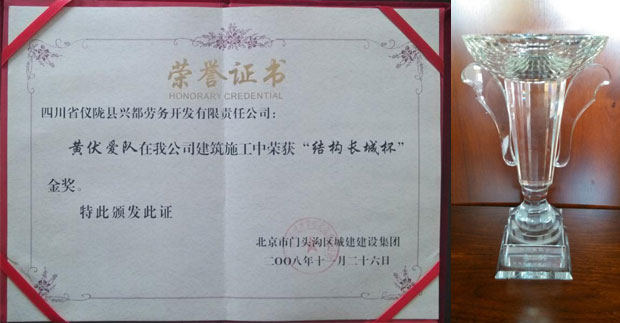 荣誉证书
HONORARY CREDENTIAL
四川省仪陇县兴都劳务开发有限责任公司:
黄伏爱队在我公司建筑施工中荣获“结构长城杯”
金奖。
特此颁发此证
北京市门头沟区城建建设集团
二00八年十一月二十六日